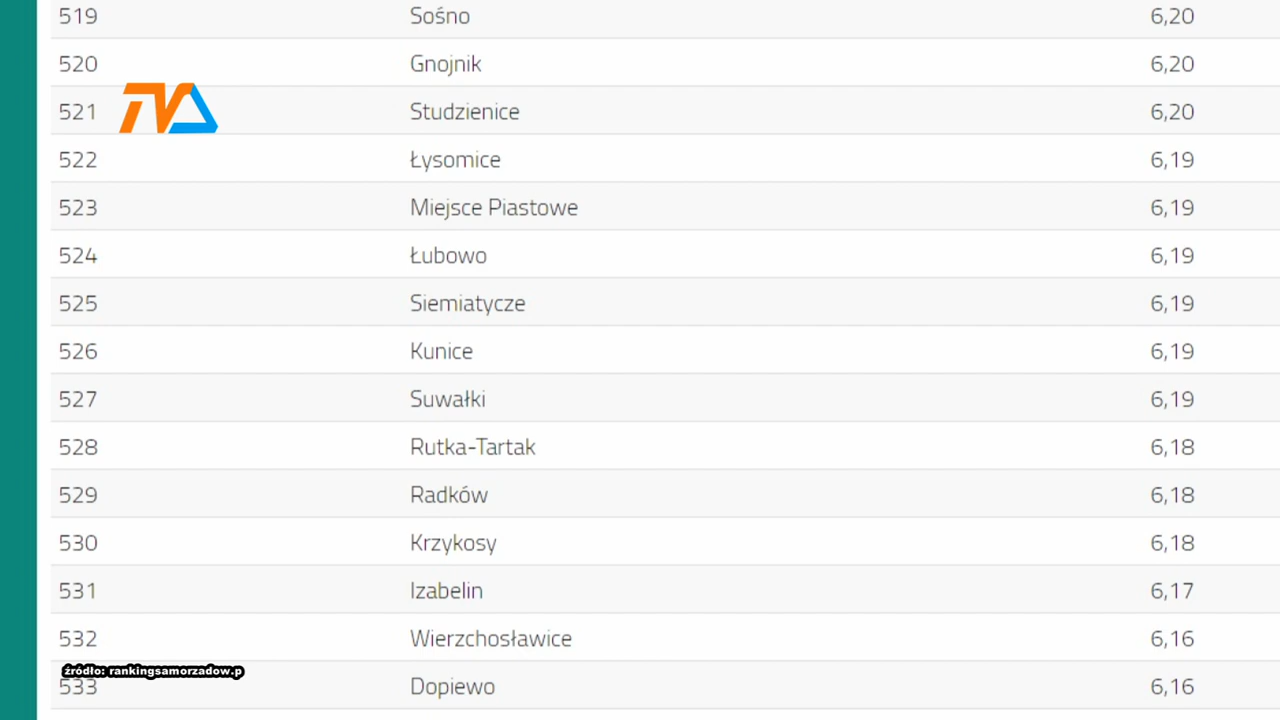 519 Sośno 6,20
520 Gnojnik 6,20
521 TVA Studzienice 6,20
522 Łysomice 6,19
523 Miejsce Piastowe 6,19
524 Łubowo 6,19
525 Siemiatycze 6,19
526 Kunice 6,19
527 Suwałki 6,19
528 Rutka-Tartak 6,18
529 Radków 6,18
530 Krzykosy 6,18
531 Izabelin 6,17
532 Wierzchosławice 6,16
źródło: rankingsamorzadow.p
533 Dopiewo 6,16